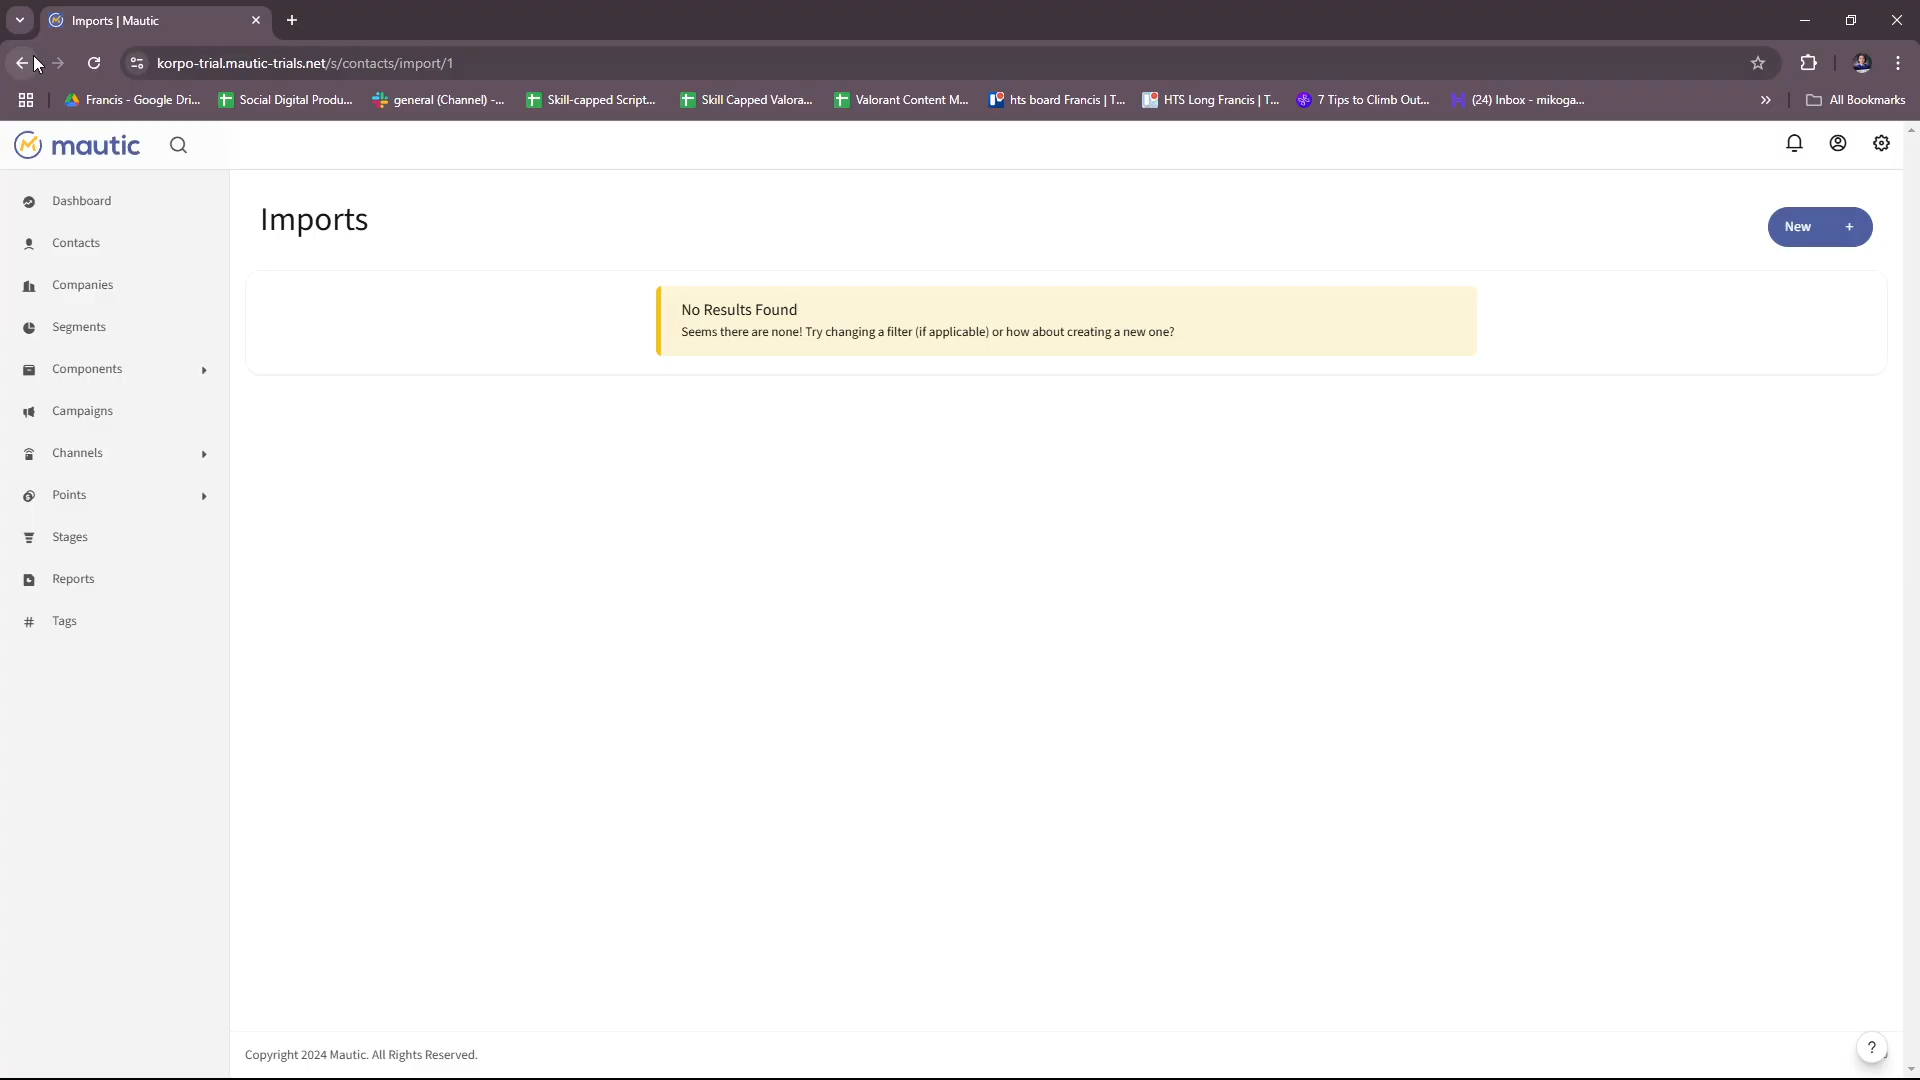 Imports | Mautic
korpo-trial.mautic-trials.net/s/contacts/import/1
Francis - Google Dri...
Social Digital Produ...
general (Channel) -...
Skill-capped Script...
Skill Capped Valora...
Valorant Content M...
hts board Francis | T...
HTS Long Francis | T...
7 Tips to Climb Out...
(24) Inbox - mikoga...
All Bookmarks
mautic
Dashboard
Contacts
Companies
Segments
Components
Campaigns
Channels
Points
Stages
Reports
# Tags
Imports
New +
No Results Found
Seems there are none! Try changing a filter (if applicable) or how about creating a new one?
Copyright 2024 Mautic. All Rights Reserved.
?